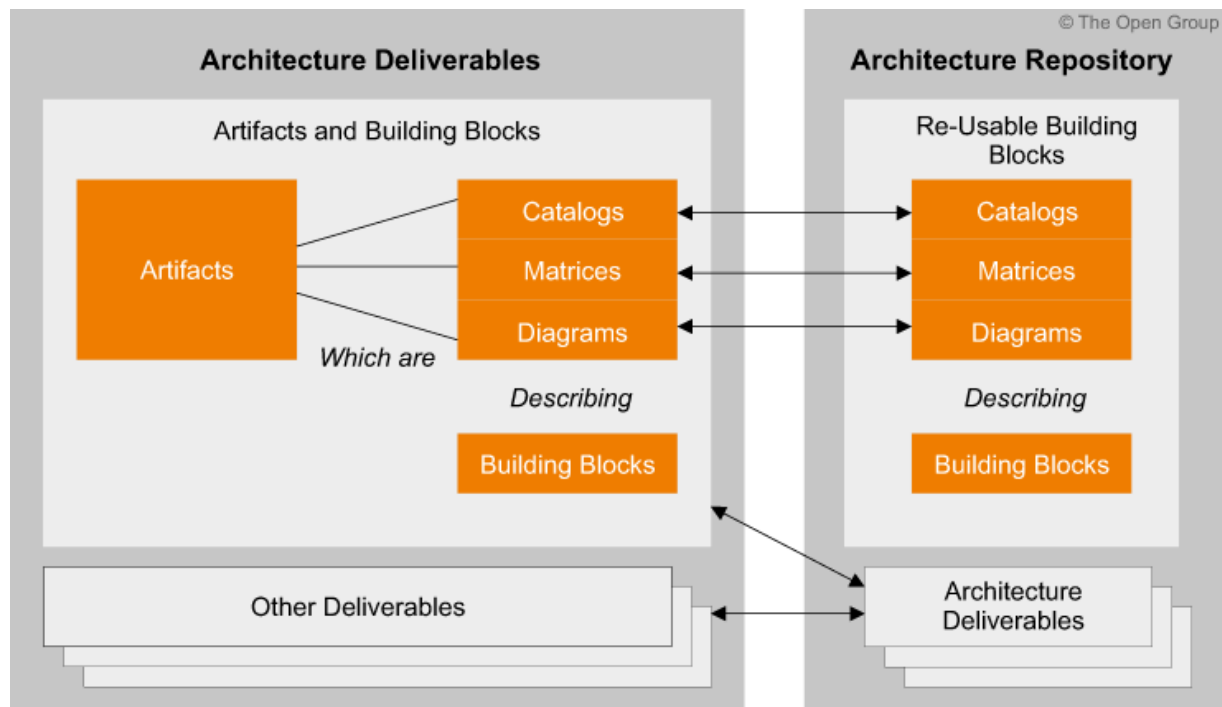 © The Open Group
Architecture Deliverables
Artifacts and Building Blocks
Artifacts
Which are
Catalogs
Matrices
Diagrams
Describing
Building Blocks
Other Deliverables
Architecture Repository
Re-Usable Building
Blocks
Catalogs
Matrices
Diagrams
Describing
Building Blocks
Architecture
Deliverables